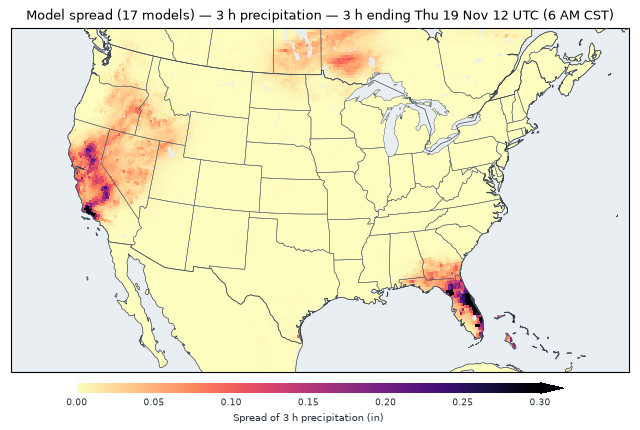 Model spread (17 models) — 3 h precipitation — 3 h ending Thu 19 Nov 12 UTC (6 AM CST)
0.00 0.05 0.10 0.15 0.20 0.25 0.30
Spread of 3 h precipitation (in)